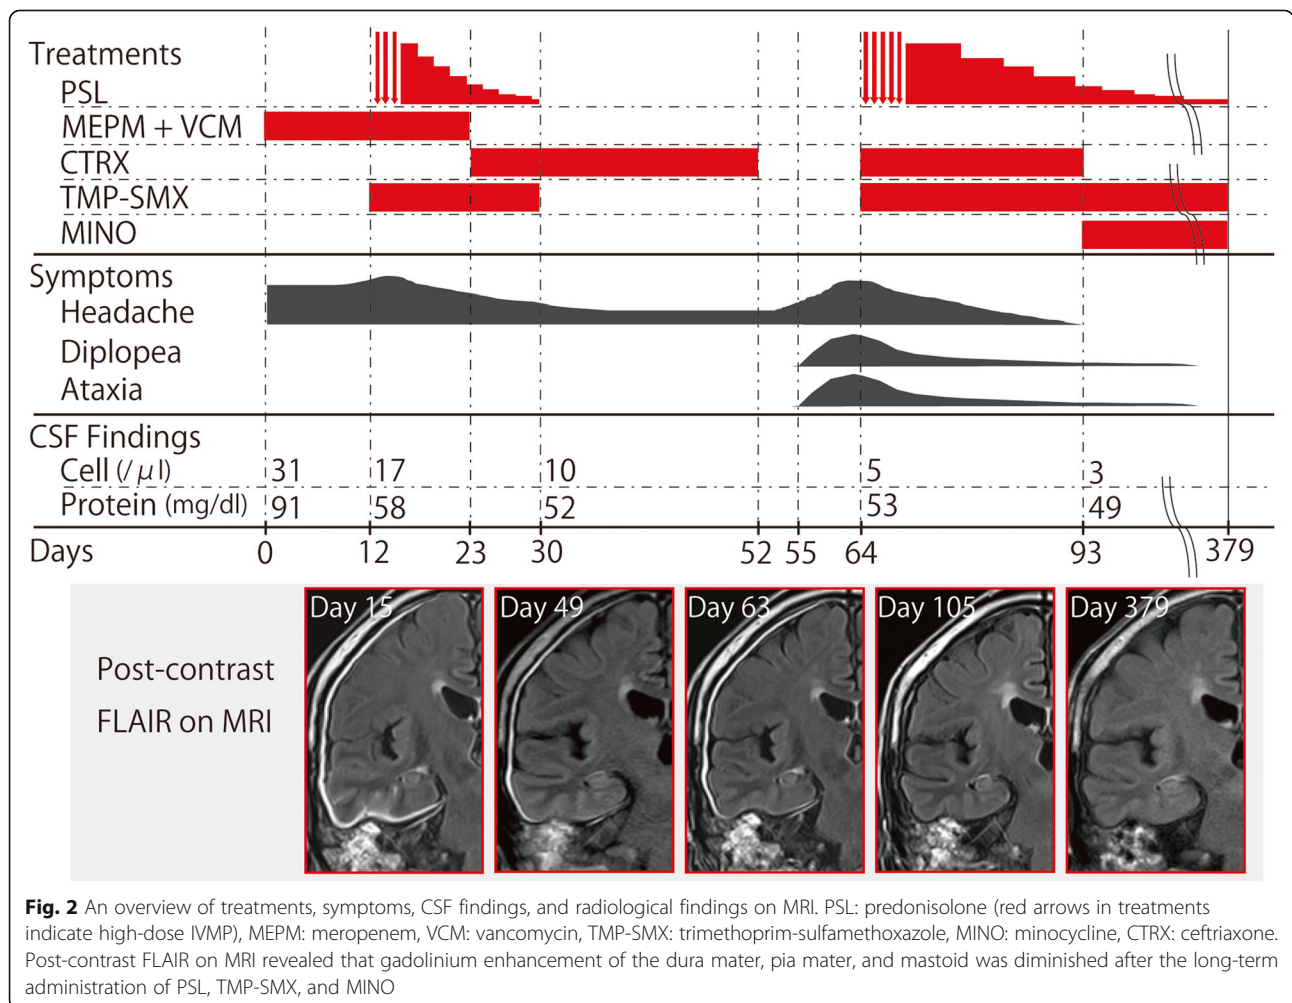 Treatments
PSL
MEPM + VCM
CTRX
TMP-SMX
MINO
Symptoms
Headache
Diplopea
Ataxia
CSF Findings
Cell (/μl) 31 17 10 5 3
Protein (mg/dl) 91 58 52 53 49
Days 0 12 23 30 52 55 64 93 379
Day 15 Day 49 Day 63 Day 105 Day 379
Post-contrast
FLAIR on MRI
Fig. 2 An overview of treatments, symptoms, CSF findings, and radiological findings on MRI. PSL: predonisolone (red arrows in treatments
indicate high-dose IVMP), MEPM: meropenem, VCM: vancomycin, TMP-SMX: trimethoprim-sulfamethoxazole, MINO: minocycline, CTRX: ceftriaxone.
Post-contrast FLAIR on MRI revealed that gadolinium enhancement of the dura mater, pia mater, and mastoid was diminished after the long-term
administration of PSL, TMP-SMX, and MINO